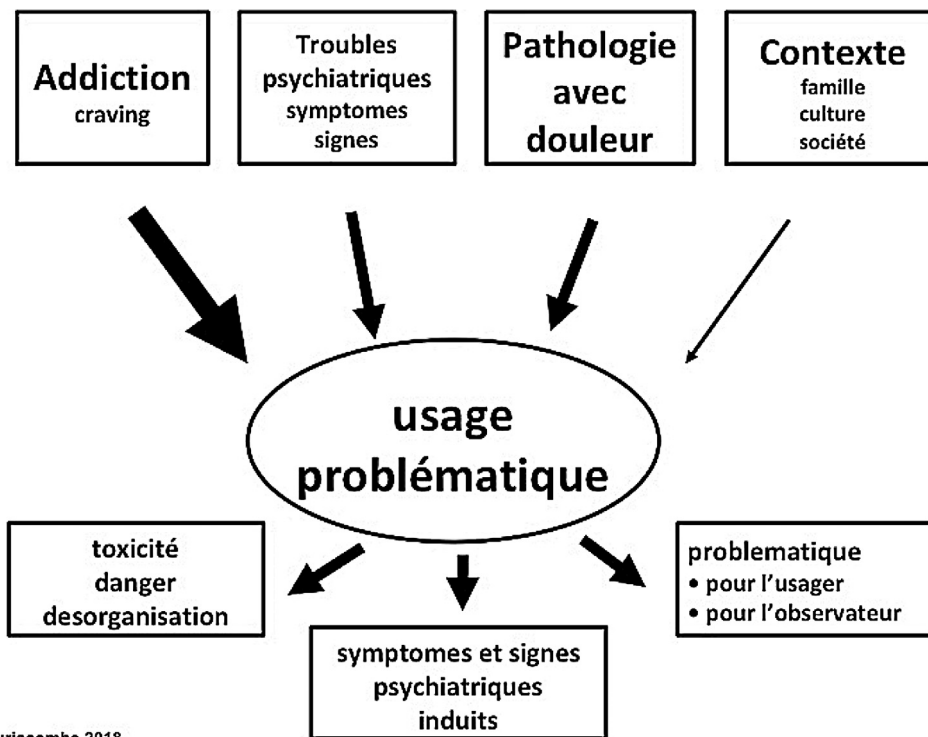 Addiction
craving
Troubles
psychiatriques
symptomes
signes
Pathologie
avec
douleur
Contexte
famille
culture
société
usage
problématique
toxicité
danger
desorganisation
symptomes et signes
psychiatriques
induits
problematique
• pour l'usager
• pour l'observateur
2018